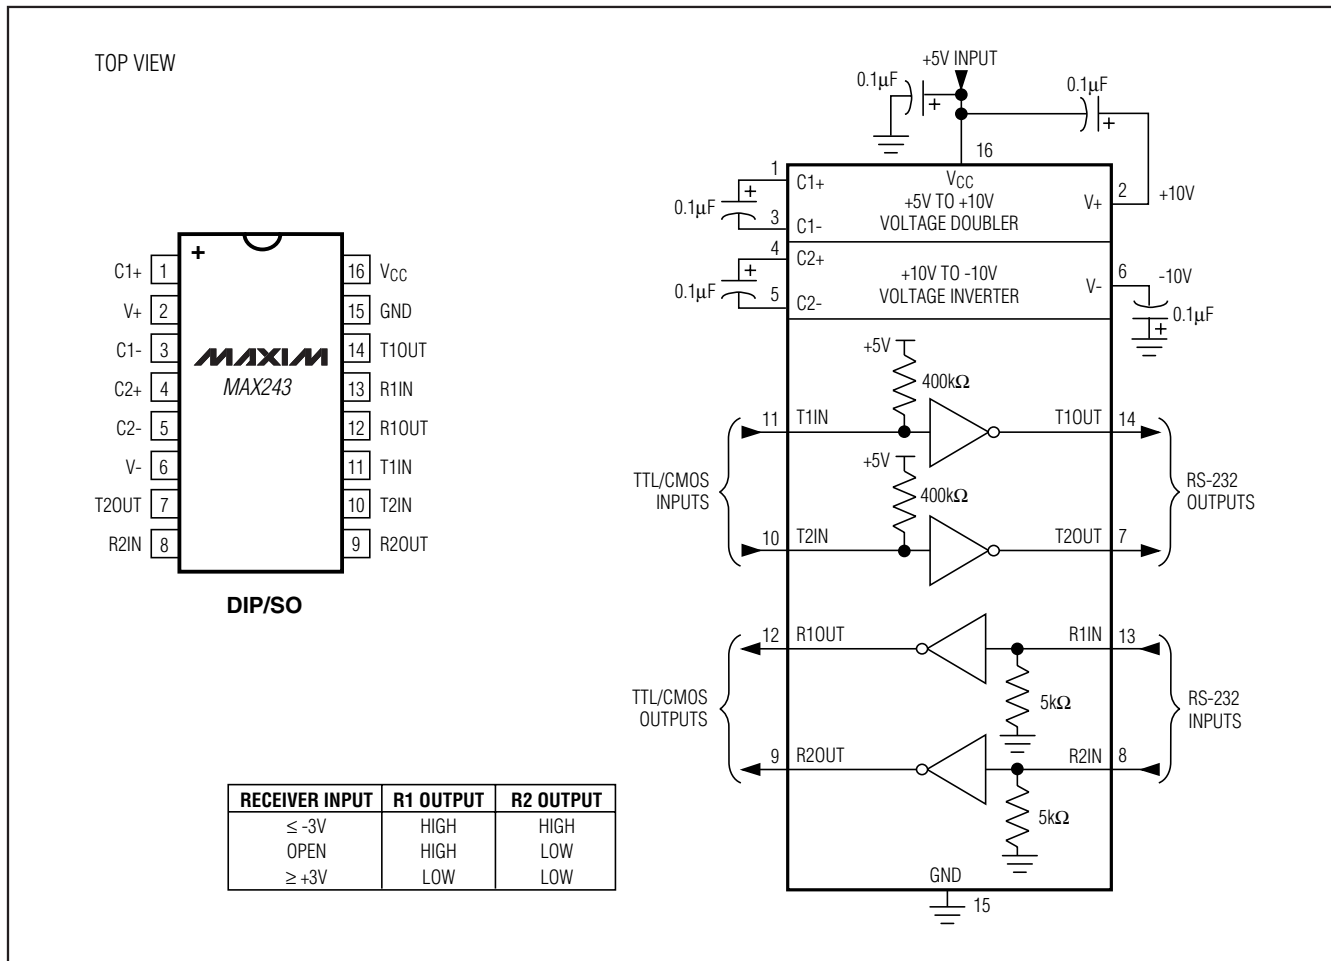 TOP VIEW
C1+ 1
V+ 2
C1- 3
C2+ 4
C2- 5
V- 6
T2OUT 7
R2IN 8
16 VCC
15 GND
14 T1OUT
13 R1IN
12 R1OUT
11 T1IN
10 T2IN
9 R2OUT
+
MAXIM
MAX243
DIP/SO
RECEIVER INPUT R1 OUTPUT R2 OUTPUT
≤ -3V HIGH HIGH
OPEN HIGH LOW
≥ +3V LOW LOW
+5V INPUT
0.1µF
+
0.1µF
+
16
VCC
+5V TO +10V
VOLTAGE DOUBLER
1
C1+
+
0.1µF
3
C1-
V+
2
+10V
4
C2+
+
0.1µF
5
C2-
+10V TO -10V
VOLTAGE INVERTER
V-
6
-10V
0.1µF
+
+5V
400kΩ
11 T1IN
T1OUT 14
+5V
400kΩ
10 T2IN
T2OUT 7
TTL/CMOS
INPUTS
RS-232
OUTPUTS
12 R1OUT
R1IN 13
5kΩ
TTL/CMOS
OUTPUTS
RS-232
INPUTS
9 R2OUT
R2IN 8
5kΩ
GND
15